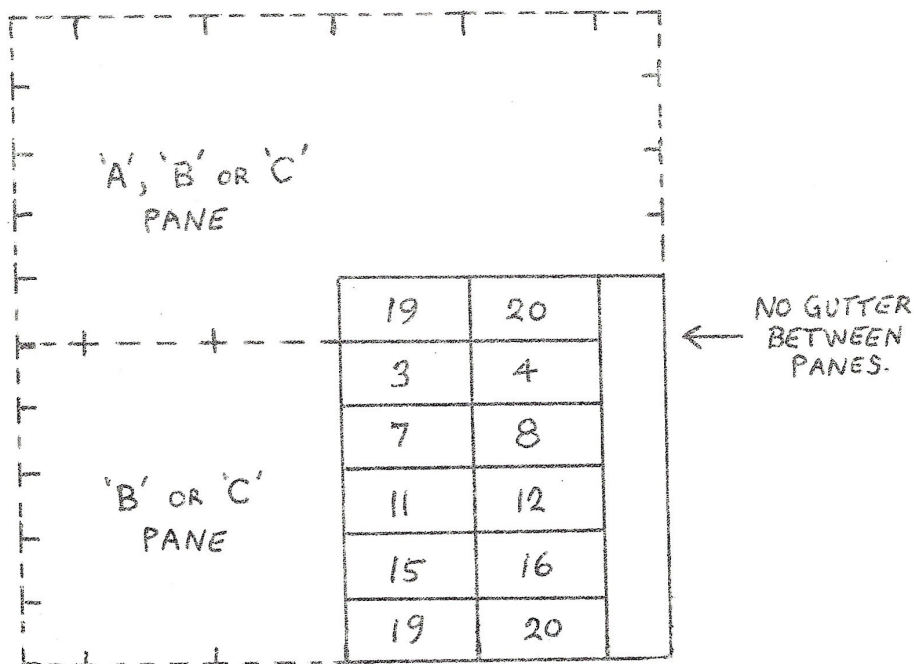 'A', 'B' OR 'C'
PANE
19 20
NO GUTTER
BETWEEN
PANES.
3 4
7 8
'B' OR 'C'
PANE
11 12
15 16
19 20